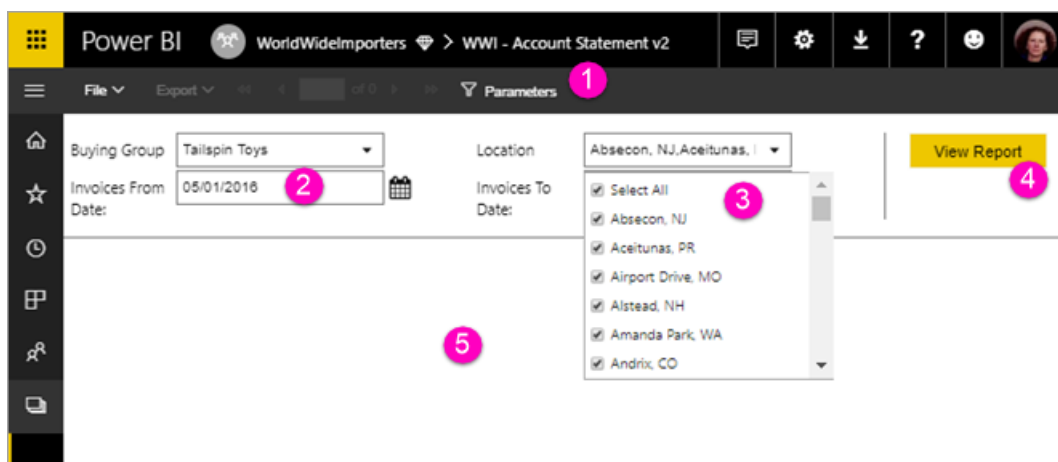 Power BI WorldWideImporters > WWI - Account Statement v2 ?
1
File Export of 0 Parameters
Buying Group Tailspin Toys Location Absecon, NJ,Aceitunas, View Report
Invoices From 05/01/2016 2 Invoices To
Date: Date:
4
Select All
3
Absecon, NJ
Aceitunas, PR
Airport Drive, MO
Alstead, NH
Amanda Park, WA
5
Andrix, CO